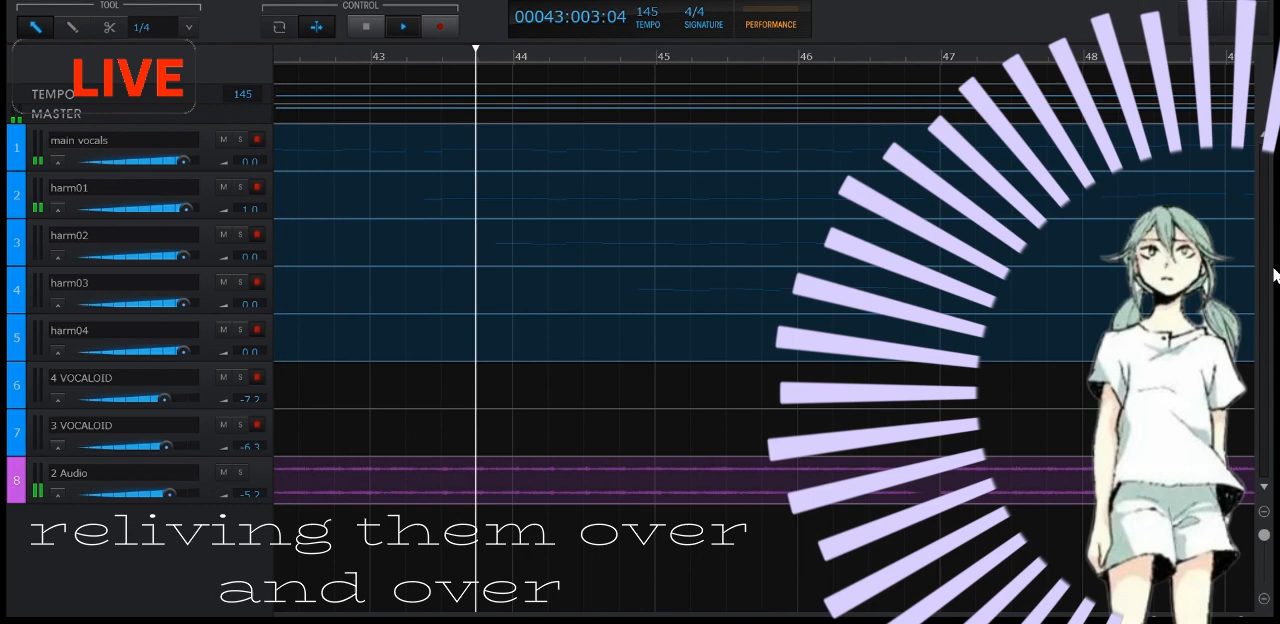 TOOL
CONTROL
1/4
00043:003:04
145
TEMPO
4/4
SIGNATURE
PERFORMANCE
43
44
45
46
47
48
LIVE
TEMPO
145
MASTER
1
main vocals
M S
0.0
2
harm01
M S
1.0
3
harm02
M S
0.0
4
harm03
M S
0.0
5
harm04
M S
0.0
6
4 VOCALOID
M S
-7.2
7
3 VOCALOID
M S
-6.3
8
2 Audio
M S
-5.2
reliving them over
and over